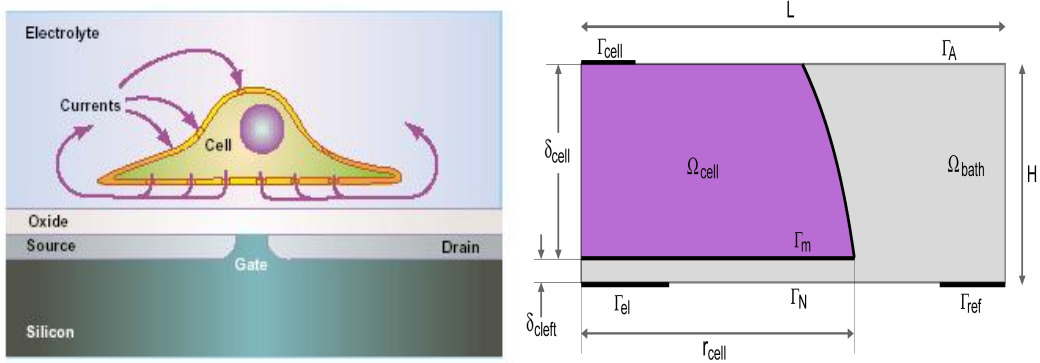 Electrolyte
Currents
Cell
Oxide
Source
Drain
Gate
Silicon
L
Γcell
ΓA
δcell
Ωcell
Ωbath
H
Γm
δcleft
Γel
ΓN
Γref
rcell